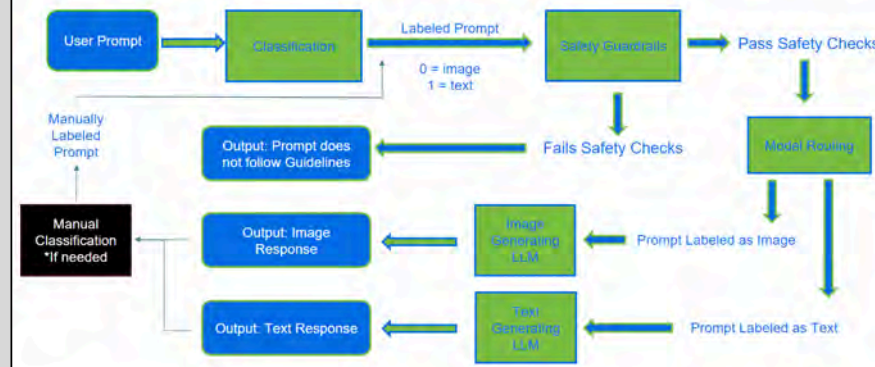 User Prompt
Classification
Labeled Prompt
0 = image
1 = text
Safety Guardrails
Pass Safety Checks
Manually
Labeled
Prompt
Output: Prompt does
not follow Guidelines
Fails Safety Checks
Model Routing
Manual
Classification
*If needed
Output: Image
Response
Image
Generating
LLM
Prompt Labeled as Image
Output: Text Response
Text
Generating
LLM
Prompt Labeled as Text